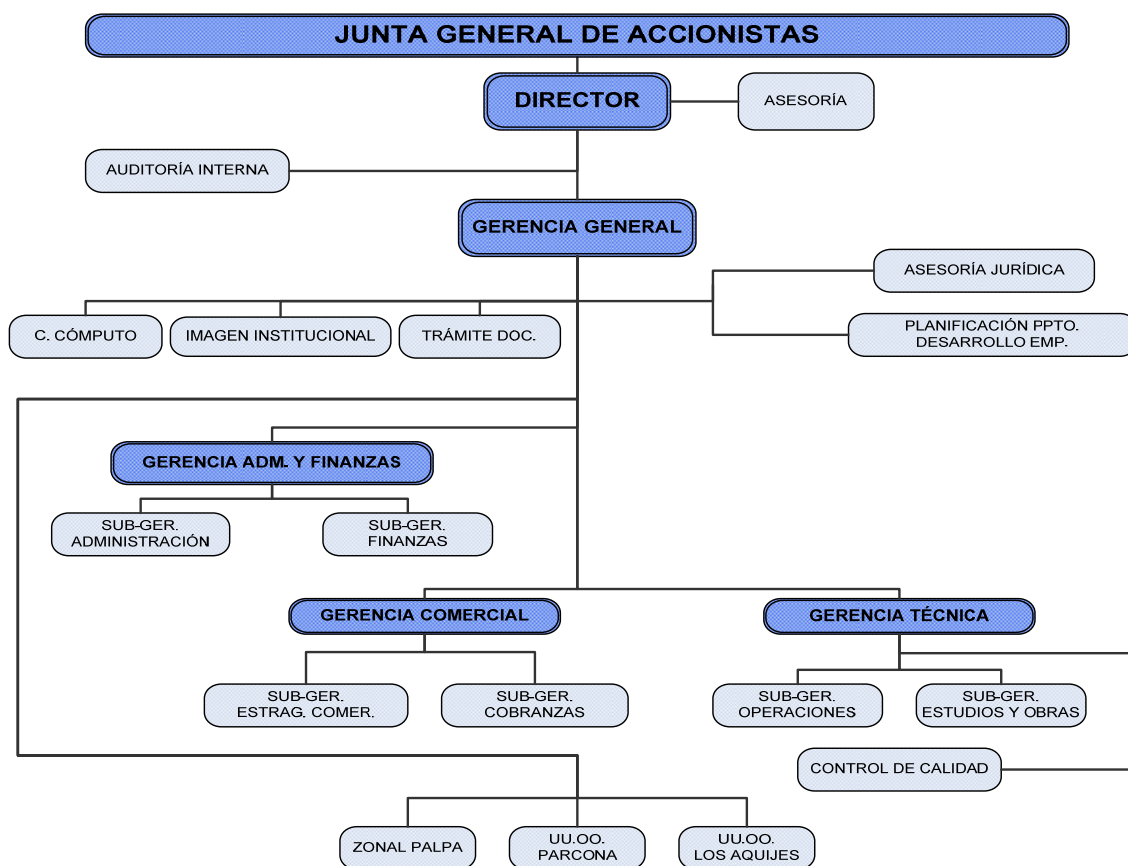 JUNTA GENERAL DE ACCIONISTAS
DIRECTOR
ASESORÍA
AUDITORÍA INTERNA
GERENCIA GENERAL
ASESORÍA JURÍDICA
C. CÓMPUTO
IMAGEN INSTITUCIONAL
TRÁMITE DOC.
PLANIFICACIÓN PPTO.
DESARROLLO EMP.
GERENCIA ADM. Y FINANZAS
SUB-GER.
ADMINISTRACIÓN
SUB-GER.
FINANZAS
GERENCIA COMERCIAL
GERENCIA TÉCNICA
SUB-GER.
ESTRAG. COMER.
SUB-GER.
COBRANZAS
SUB-GER.
OPERACIONES
SUB-GER.
ESTUDIOS Y OBRAS
CONTROL DE CALIDAD
ZONAL PALPA
UU.OO.
PARCONA
UU.OO.
LOS AQUIJES